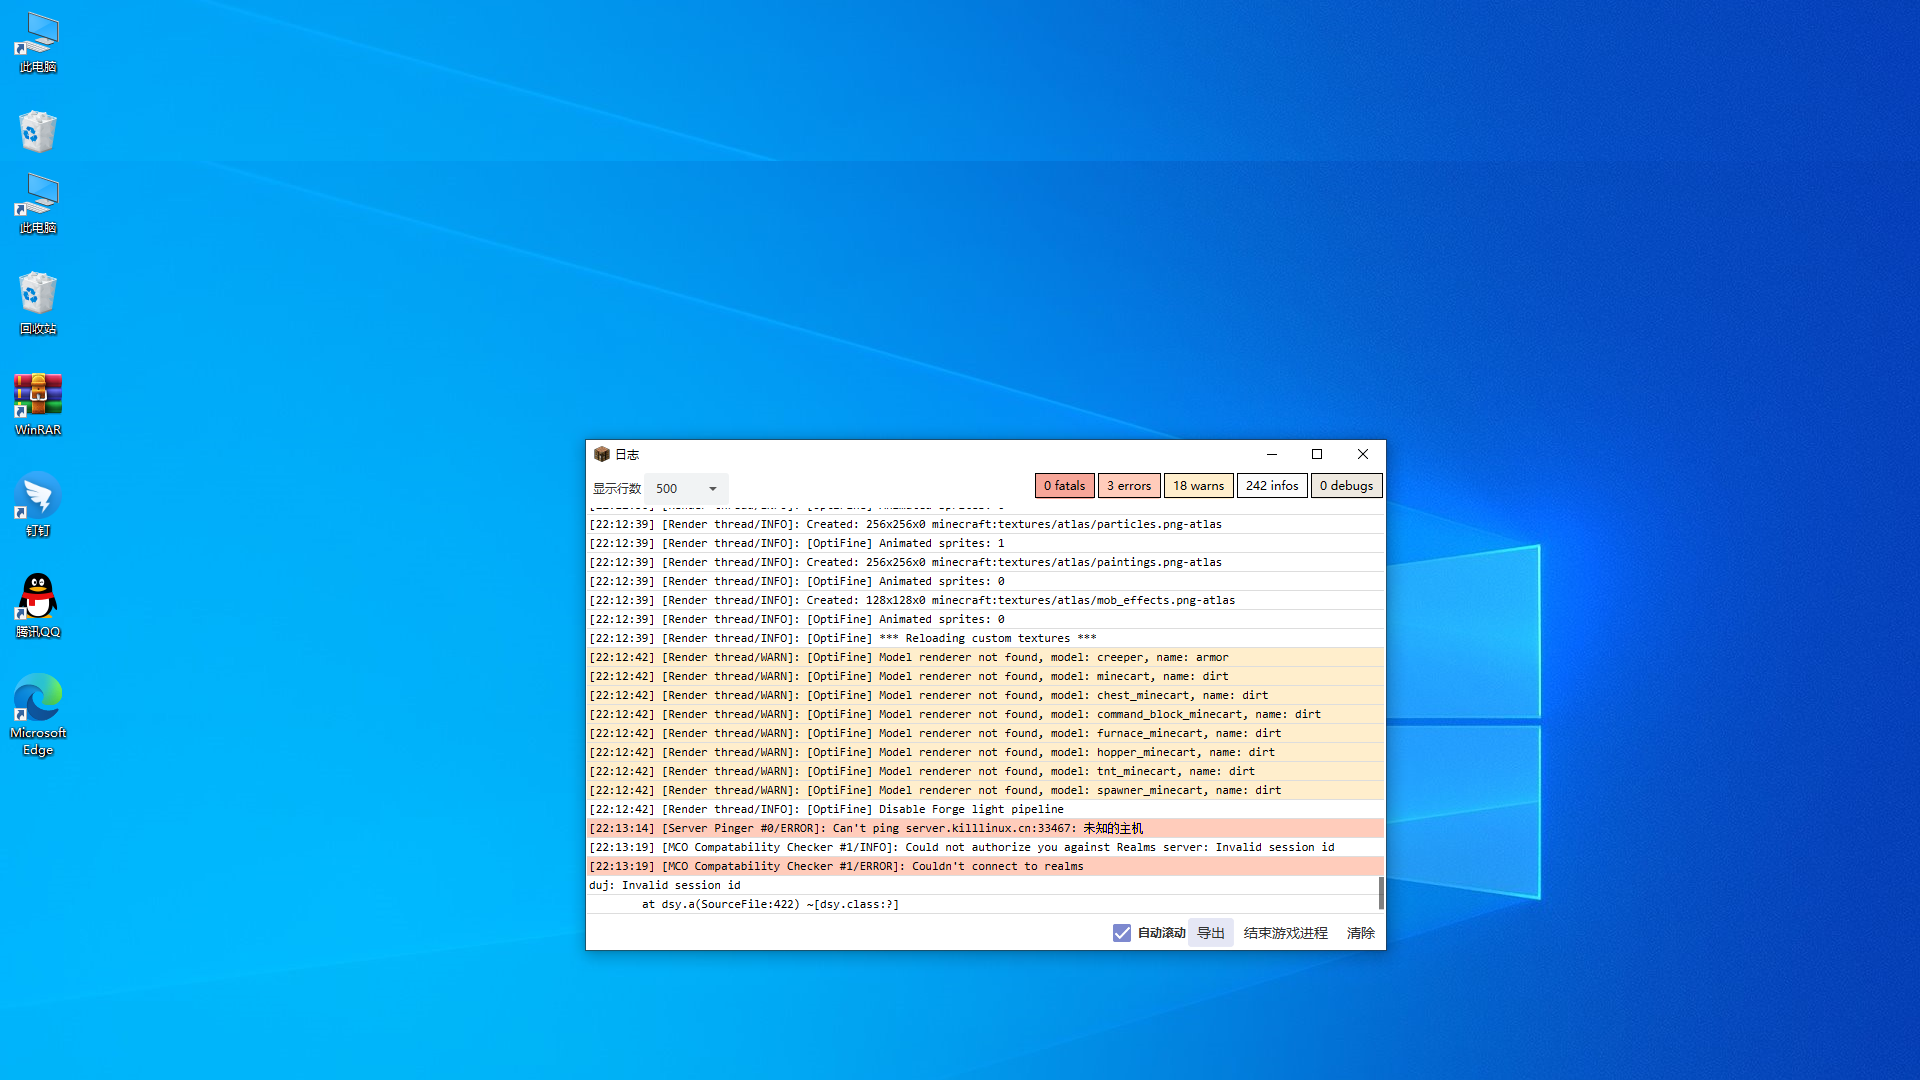 此电脑
此电脑
回收站
WinRAR
钉钉
腾讯QQ
Microsoft
Edge
日志
显示行数 500 0 fatals 3 errors 18 warns 242 infos 0 debugs
[22:12:39] [Render thread/INFO]: Created: 256x256x0 minecraft:textures/atlas/particles.png-atlas
[22:12:39] [Render thread/INFO]: [OptiFine] Animated sprites: 1
[22:12:39] [Render thread/INFO]: Created: 256x256x0 minecraft:textures/atlas/paintings.png-atlas
[22:12:39] [Render thread/INFO]: [OptiFine] Animated sprites: 0
[22:12:39] [Render thread/INFO]: Created: 128x128x0 minecraft:textures/atlas/mob_effects.png-atlas
[22:12:39] [Render thread/INFO]: [OptiFine] Animated sprites: 0
[22:12:39] [Render thread/INFO]: [OptiFine] *** Reloading custom textures ***
[22:12:42] [Render thread/WARN]: [OptiFine] Model renderer not found, model: creeper, name: armor
[22:12:42] [Render thread/WARN]: [OptiFine] Model renderer not found, model: minecart, name: dirt
[22:12:42] [Render thread/WARN]: [OptiFine] Model renderer not found, model: chest_minecart, name: dirt
[22:12:42] [Render thread/WARN]: [OptiFine] Model renderer not found, model: command_block_minecart, name: dirt
[22:12:42] [Render thread/WARN]: [OptiFine] Model renderer not found, model: furnace_minecart, name: dirt
[22:12:42] [Render thread/WARN]: [OptiFine] Model renderer not found, model: hopper_minecart, name: dirt
[22:12:42] [Render thread/WARN]: [OptiFine] Model renderer not found, model: tnt_minecart, name: dirt
[22:12:42] [Render thread/WARN]: [OptiFine] Model renderer not found, model: spawner_minecart, name: dirt
[22:12:42] [Render thread/INFO]: [OptiFine] Disable Forge light pipeline
[22:13:14] [Server Pinger #0/ERROR]: Can't ping server.killlinux.cn:33467: 未知的主机
[22:13:19] [MCO Compatability Checker #1/INFO]: Could not authorize you against Realms server: Invalid session id
[22:13:19] [MCO Compatability Checker #1/ERROR]: Couldn't connect to realms
duj: Invalid session id
at dsy.a(SourceFile:422) ~[dsy.class:?]
自动滚动 导出 结束游戏进程 清除